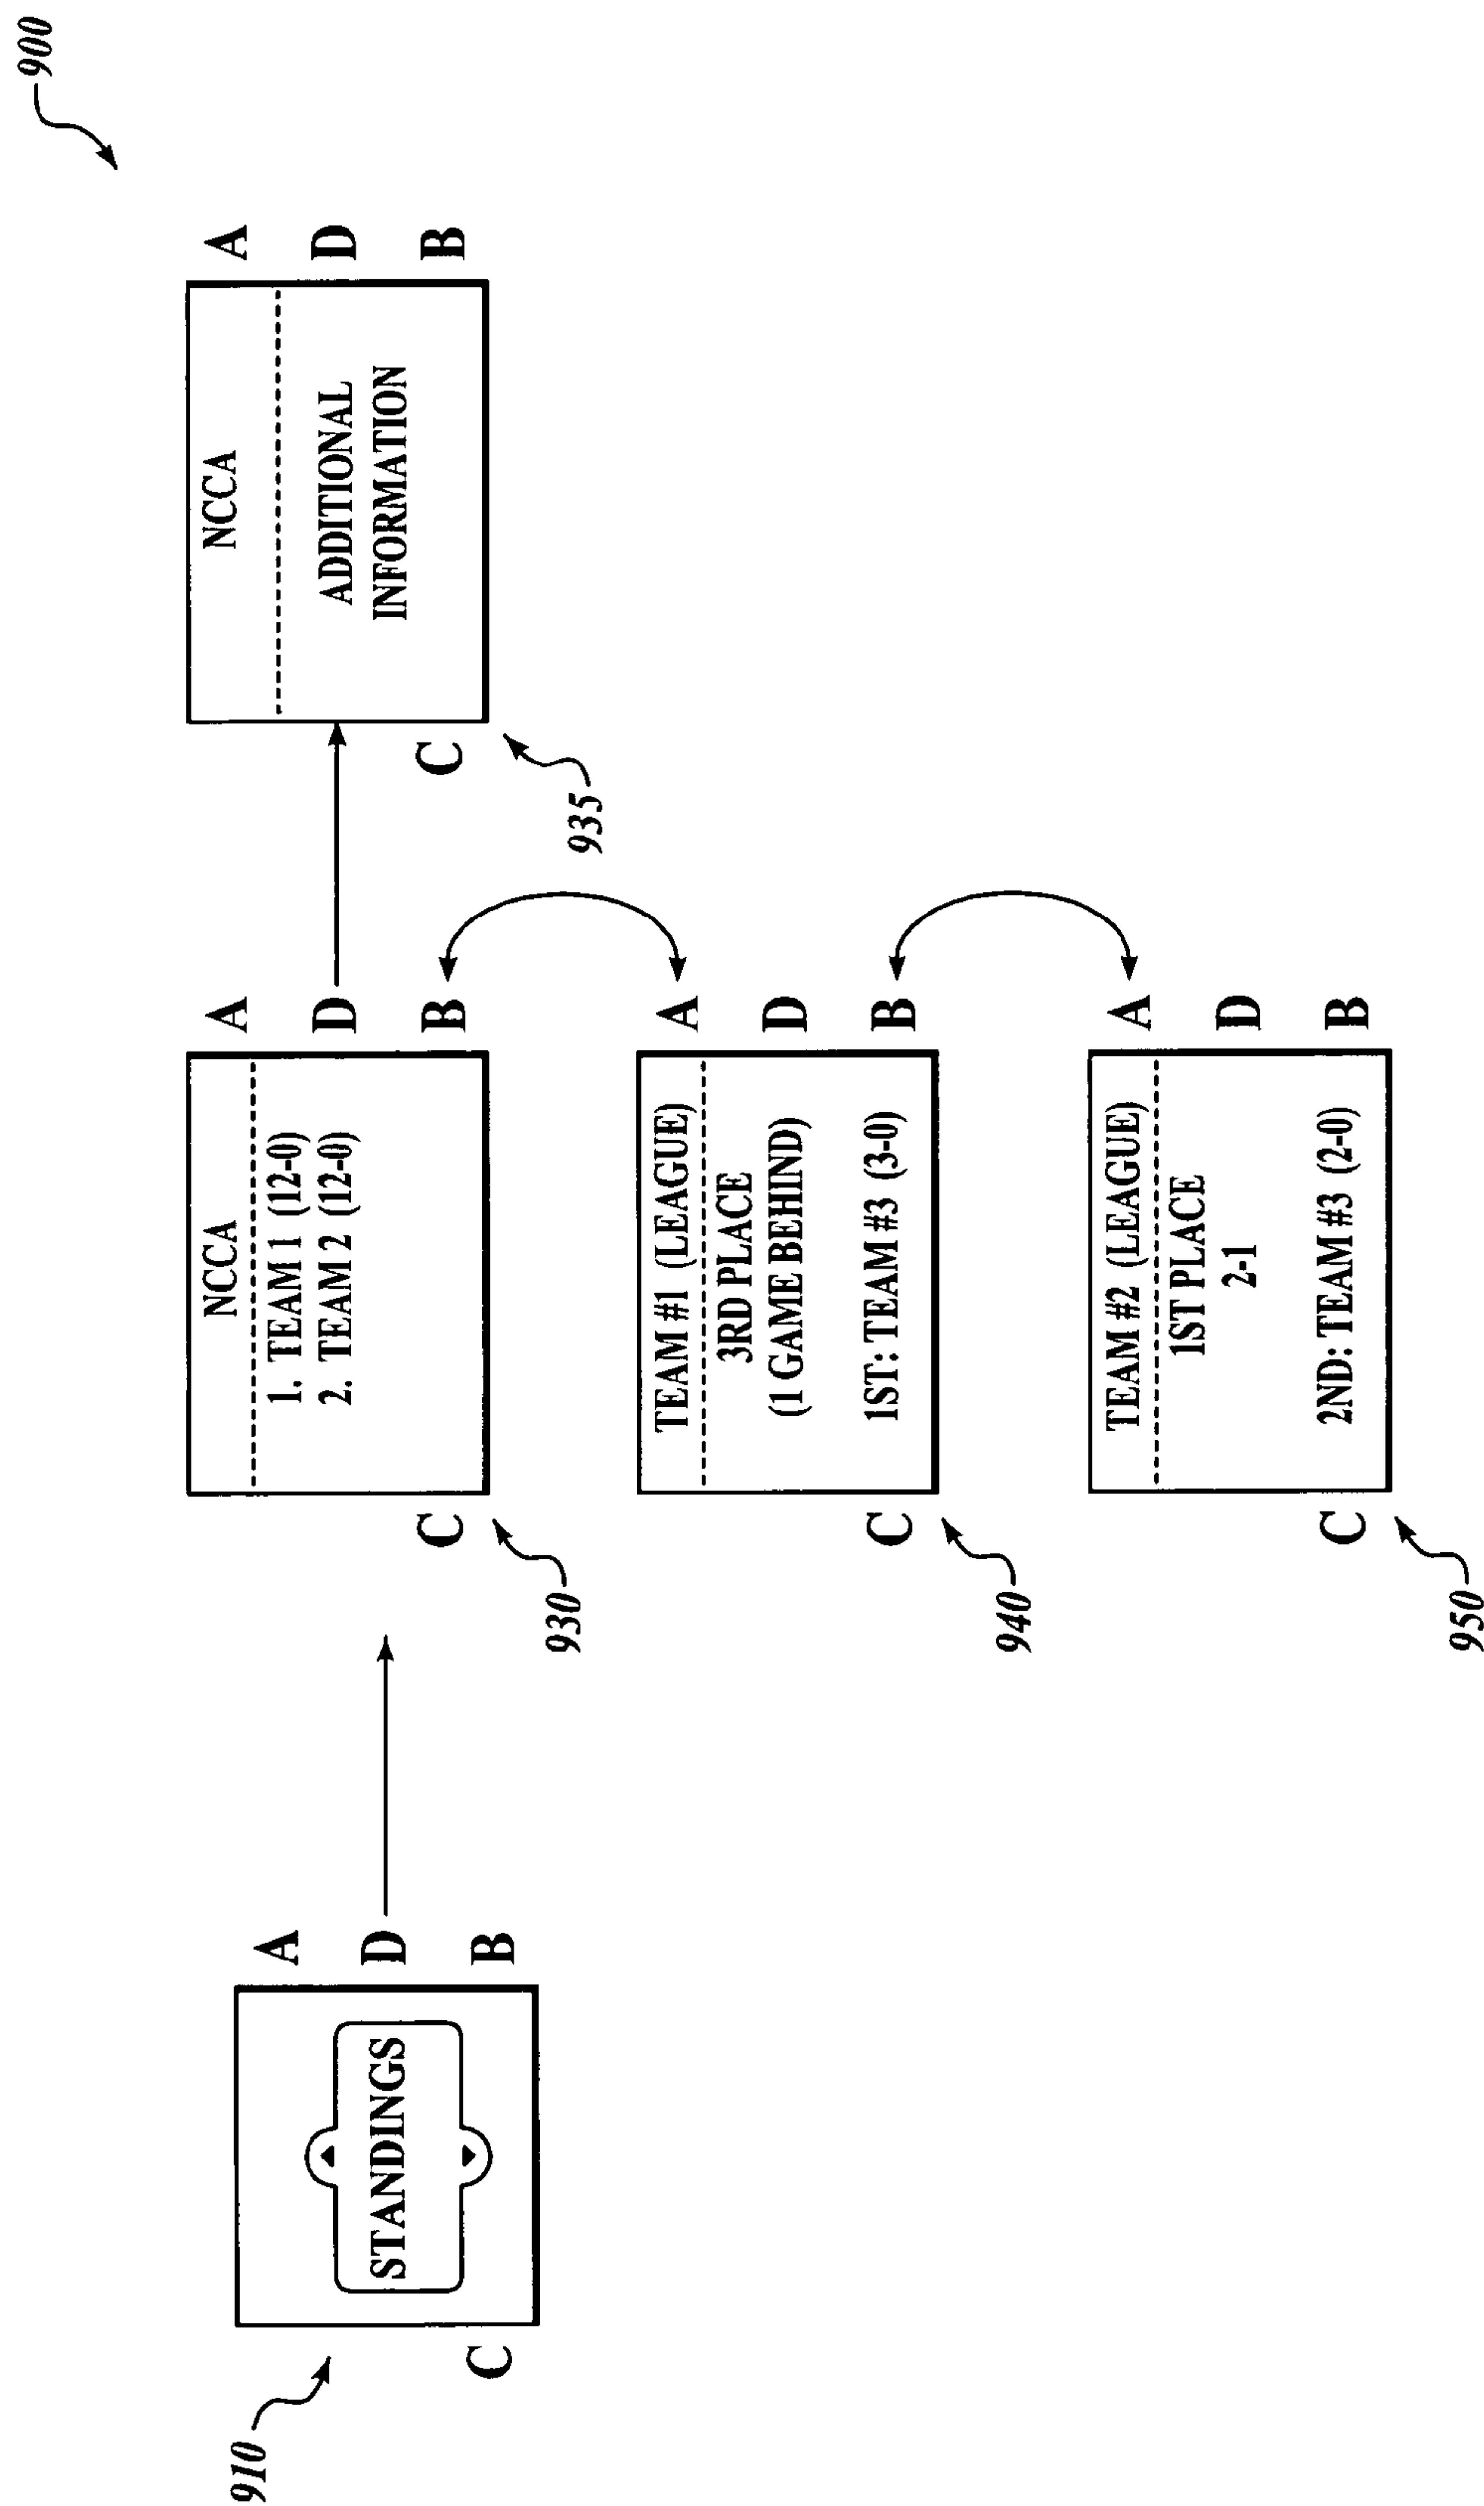 900
910
STANDINGS
A
D
B
C
930
NCCA
1. TEAM 1 (12-0)
2. TEAM 2 (12-0)
A
D
B
C
935
NCCA
ADDITIONAL
INFORMATION
A
D
B
C
940
TEAM #1 (LEAGUE)
3RD PLACE
(1 GAME BEHIND)
1ST: TEAM #3 (3-0)
A
D
B
C
950
TEAM #2 (LEAGUE)
1ST PLACE
2-1
2ND: TEAM #3 (2-0)
A
D
B
C